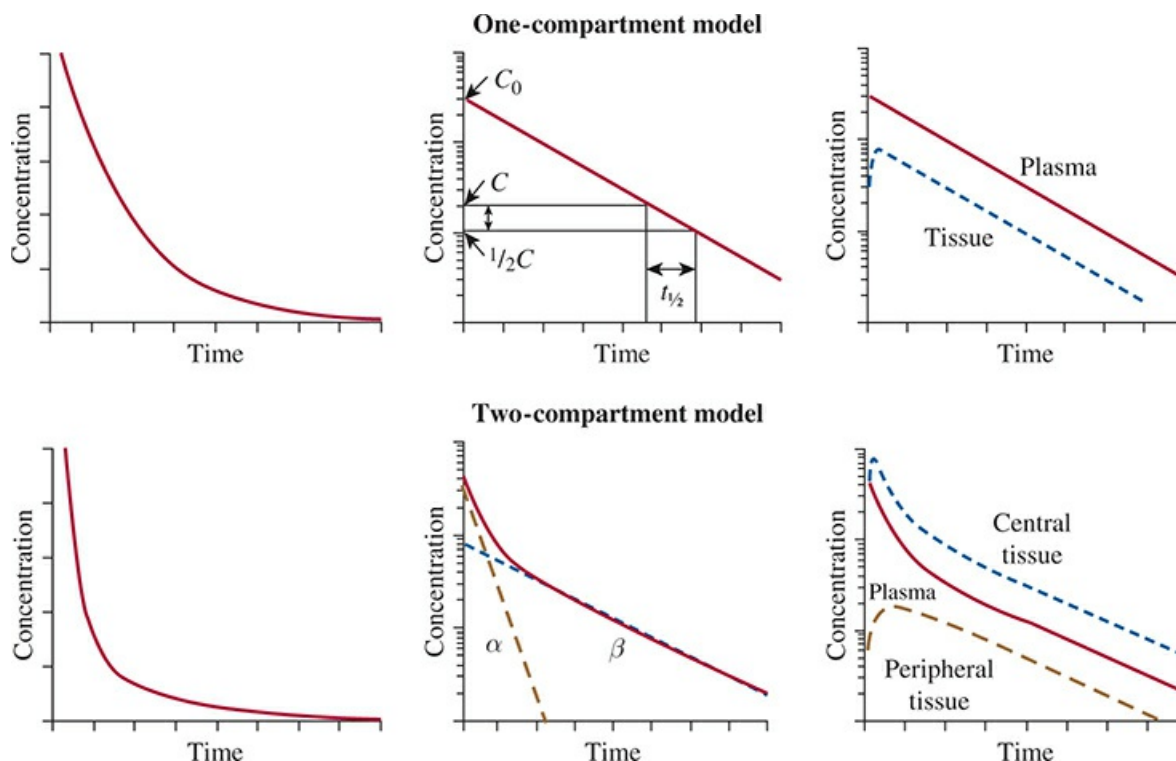 One-compartment model
Concentration
Time
Concentration
C₀
C
1/2C
t½
Time
Concentration
Plasma
Tissue
Time
Two-compartment model
Concentration
Time
Concentration
α
β
Time
Concentration
Central
tissue
Plasma
Peripheral
tissue
Time